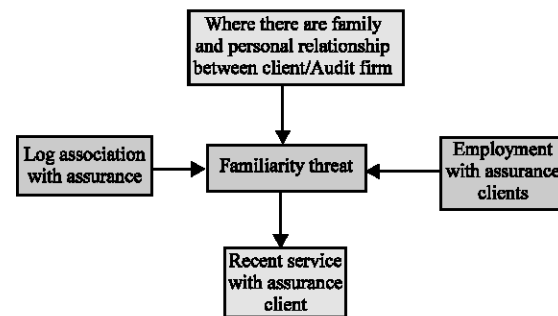 Where there are family
and personal relationship
between client/Audit firm
Log association
with assurance
Familiarity threat
Employment
with assurance
clients
Recent service
with assurance
client